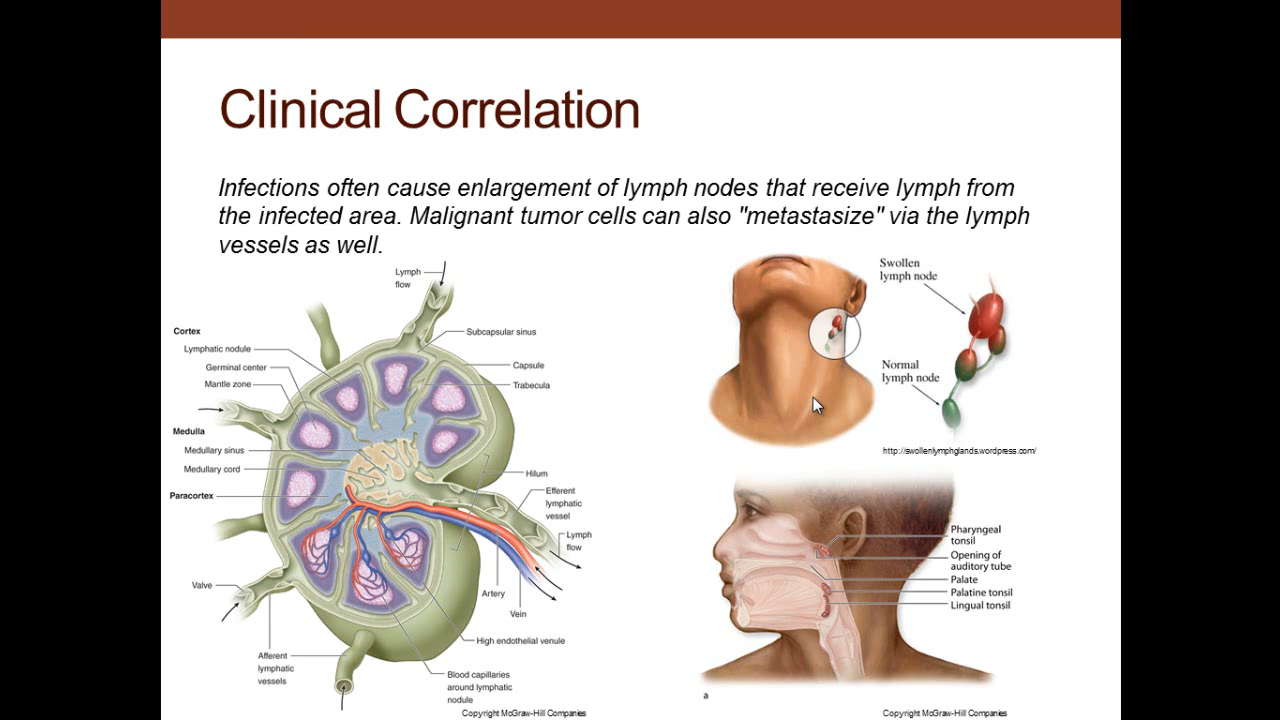 Clinical Correlation
Infections often cause enlargement of lymph nodes that receive lymph from
the infected area. Malignant tumor cells can also "metastasize" via the lymph
vessels as well.
Lymph
flow
Cortex
Lymphatic nodule
Germinal center
Mantle zone
Medulla
Medullary sinus
Medullary cord
Paracortex
Valve
Afferent
lymphatic
vessels
Subcapsular sinus
Capsule
Trabecula
Hilum
Efferent
lymphatic
vessel
Lymph
flow
Artery
Vein
High endothelial venule
Blood capillaries
around lymphatic
nodule
Copyright McGraw-Hill Companies
Swollen
lymph node
Normal
lymph node
http://swollenlymphglands.wordpress.com/
Pharyngeal
tonsil
Opening of
auditory tube
Palate
Palatine tonsil
Lingual tonsil
a
Copyright McGraw-Hill Companies